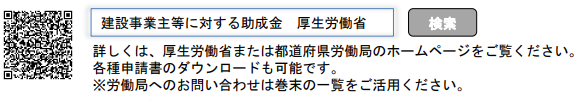 建設事業主等に対する助成金　厚生労働省
検索
詳しくは、厚生労働省または都道府県労働局のホームページをご覧ください。
各種申請書のダウンロードも可能です。
※労働局へのお問い合わせは巻末の一覧をご活用ください。